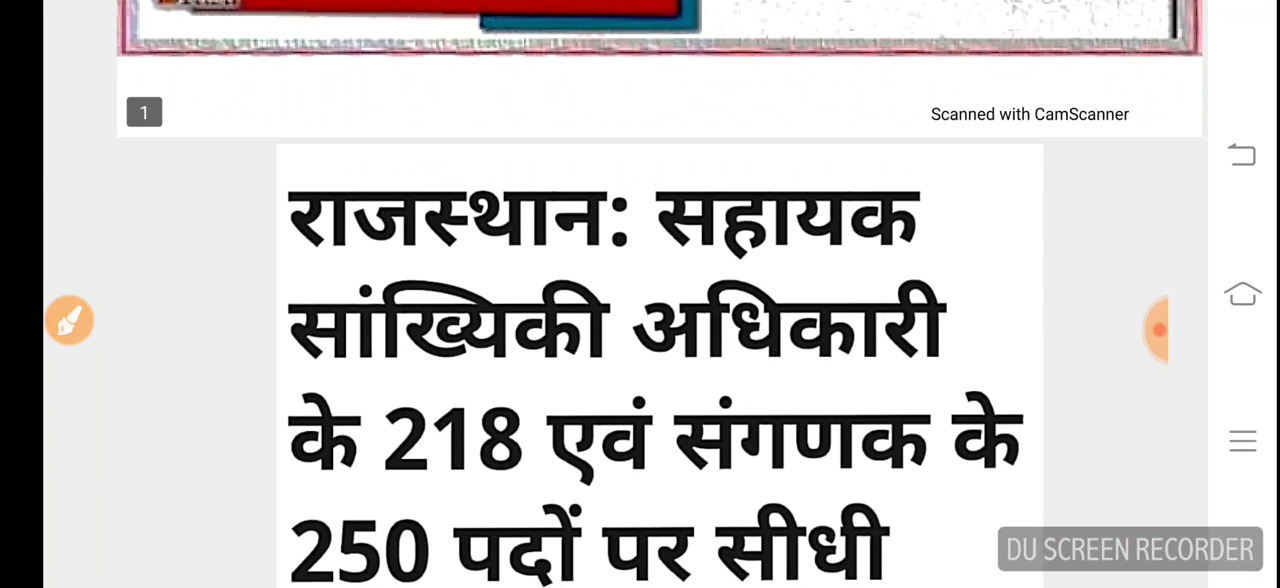 1
Scanned with CamScanner
राजस्थान: सहायक
सांख्यिकी अधिकारी
के 218 एवं संगणक के
250 पदों पर सीधी
DU SCREEN RECORDER